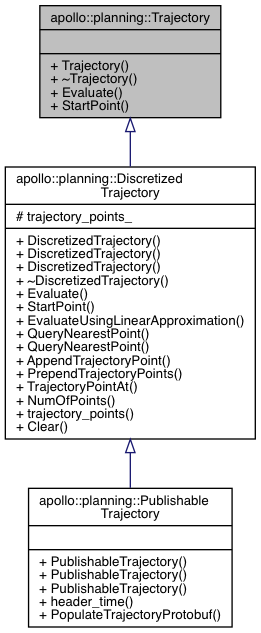 apollo::planning::Trajectory
+ Trajectory()
+ ~Trajectory()
+ Evaluate()
+ StartPoint()
apollo::planning::Discretized
Trajectory
# trajectory_points_
+ DiscretizedTrajectory()
+ DiscretizedTrajectory()
+ DiscretizedTrajectory()
+ ~DiscretizedTrajectory()
+ Evaluate()
+ StartPoint()
+ EvaluateUsingLinearApproximation()
+ QueryNearestPoint()
+ QueryNearestPoint()
+ AppendTrajectoryPoint()
+ PrependTrajectoryPoints()
+ TrajectoryPointAt()
+ NumOfPoints()
+ trajectory_points()
+ Clear()
apollo::planning::Publishable
Trajectory
+ PublishableTrajectory()
+ PublishableTrajectory()
+ PublishableTrajectory()
+ header_time()
+ PopulateTrajectoryProtobuf()